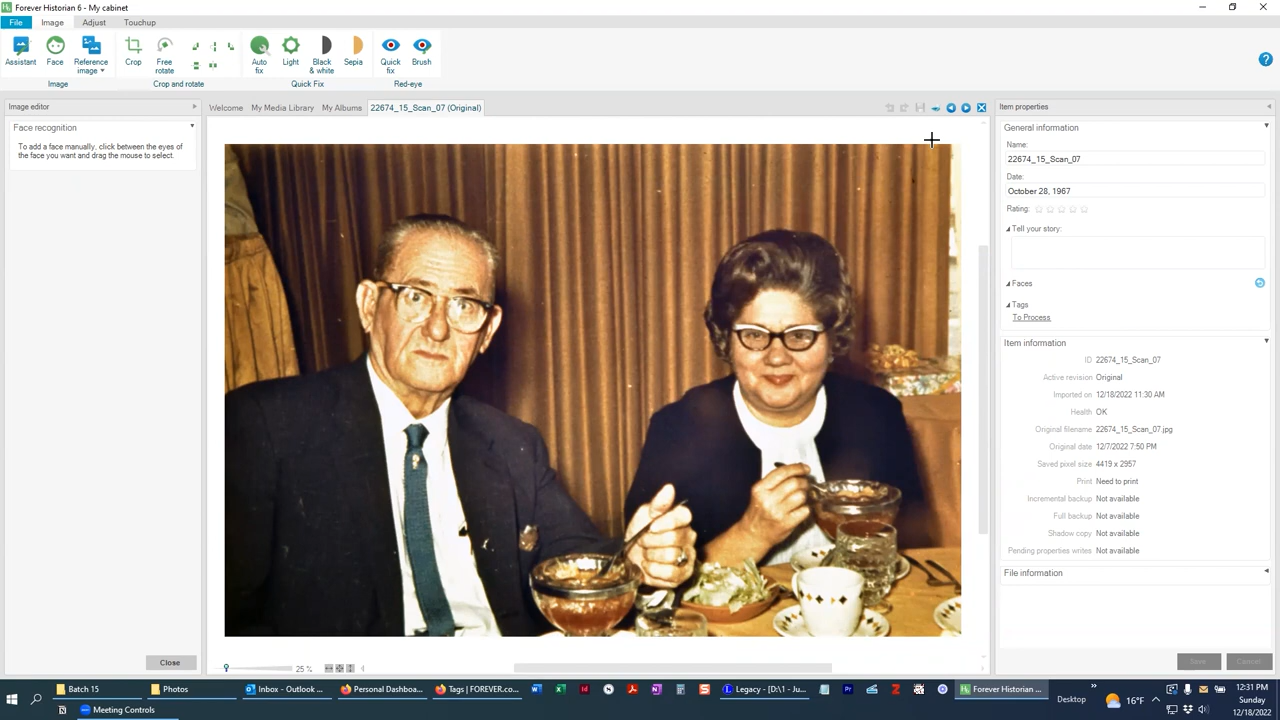 Forever Historian 6 - My cabinet
File Image Adjust Touchup
Assistant Face Reference image Crop Free rotate Auto fix Light Black & white Sepia Quick fix Brush
Image Crop and rotate Quick Fix Red-eye
Image editor
Face recognition
To add a face manually, click between the eyes of
the face you want and drag the mouse to select.
Close
Welcome My Media Library My Albums 22674_15_Scan_07 (Original)
25 %
Item properties
General information
Name:
22674_15_Scan_07
Date:
October 28, 1967
Rating:
Tell your story:
Faces
Tags
To Process
Item information
ID 22674_15_Scan_07
Active revision Original
Imported on 12/18/2022 11:30 AM
Health OK
Original filename 22674_15_Scan_07.jpg
Original date 12/7/2022 7:50 PM
Saved pixel size 4419 x 2957
Print Need to print
Incremental backup Not available
Full backup Not available
Shadow copy Not available
Pending properties writes Not available
File information
Save Cancel
Batch 15 Photos Inbox - Outlook ... Personal Dashboa... Tags | FOREVER.co... Legacy - [D:\1 - Ju... Forever Historian ... Desktop 16°F 12:31 PM
Sunday
Meeting Controls 12/18/2022